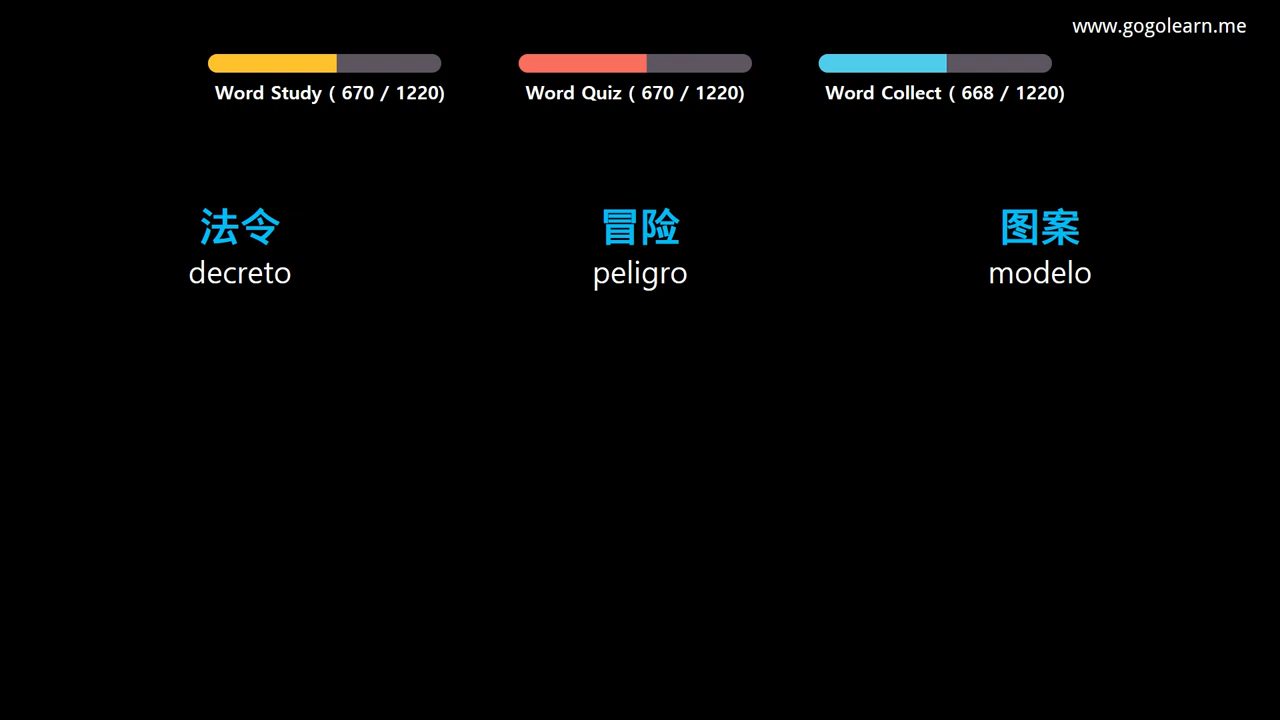 www.gogolearn.me
Word Study ( 670 / 1220)
Word Quiz ( 670 / 1220)
Word Collect ( 668 / 1220)
法令
decreto
冒险
peligro
图案
modelo